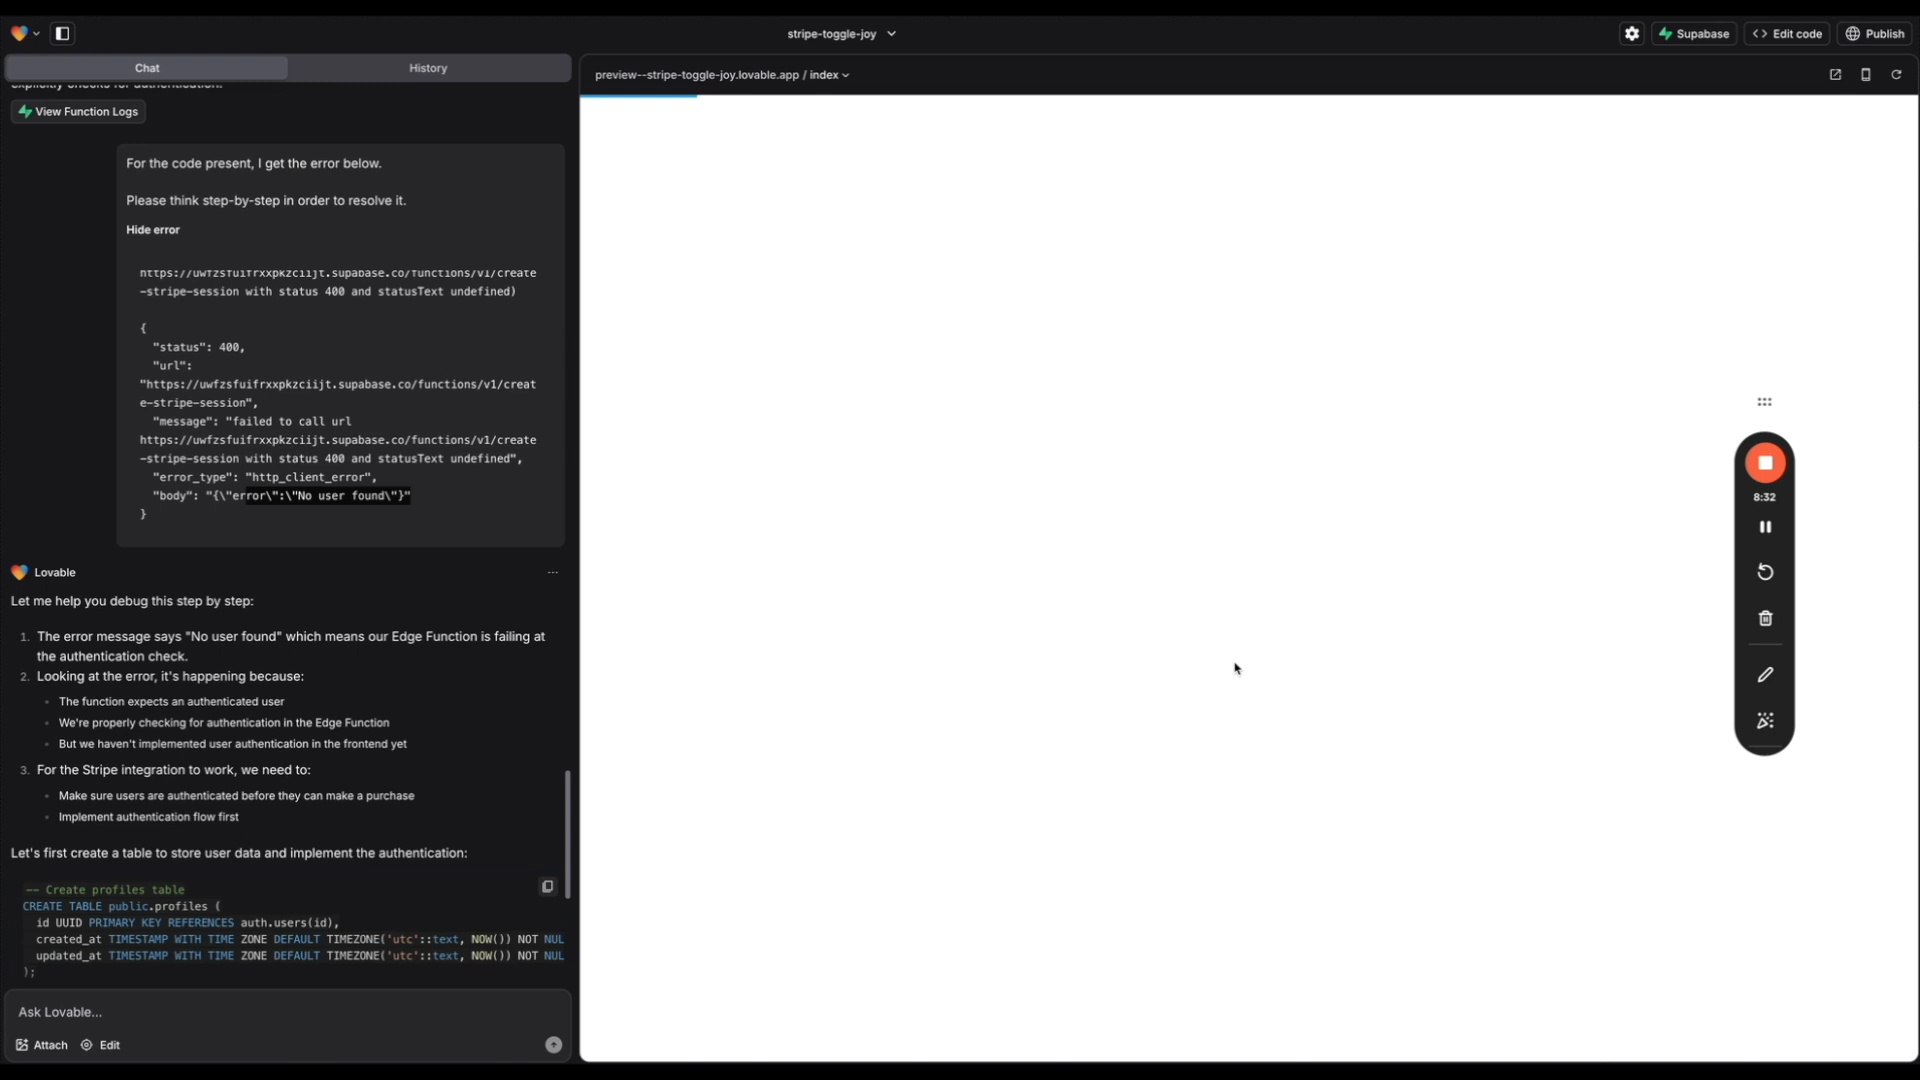 stripe-toggle-joy
Supabase
Edit code
Publish
Chat
History
preview--stripe-toggle-joy.lovable.app / index
explicitly checks for authentication.
View Function Logs
For the code present, I get the error below.
Please think step-by-step in order to resolve it.
Hide error
https://uwfzsfuifrxxpkzciijt.supabase.co/functions/v1/create
-stripe-session with status 400 and statusText undefined)
{
"status": 400,
"url":
"https://uwfzsfuifrxxpkzciijt.supabase.co/functions/v1/creat
e-stripe-session",
"message": "failed to call url
https://uwfzsfuifrxxpkzciijt.supabase.co/functions/v1/create
-stripe-session with status 400 and statusText undefined",
"error_type": "http_client_error",
"body": "{\"error\":\"No user found\"}"
}
Lovable
Let me help you debug this step by step:
1. The error message says "No user found" which means our Edge Function is failing at
the authentication check.
2. Looking at the error, it's happening because:
The function expects an authenticated user
We're properly checking for authentication in the Edge Function
But we haven't implemented user authentication in the frontend yet
3. For the Stripe integration to work, we need to:
Make sure users are authenticated before they can make a purchase
Implement authentication flow first
Let's first create a table to store user data and implement the authentication:
-- Create profiles table
CREATE TABLE public.profiles (
id UUID PRIMARY KEY REFERENCES auth.users(id),
created_at TIMESTAMP WITH TIME ZONE DEFAULT TIMEZONE('utc'::text, NOW()) NOT NUL
updated_at TIMESTAMP WITH TIME ZONE DEFAULT TIMEZONE('utc'::text, NOW()) NOT NUL
);
Ask Lovable...
Attach
Edit
8:32